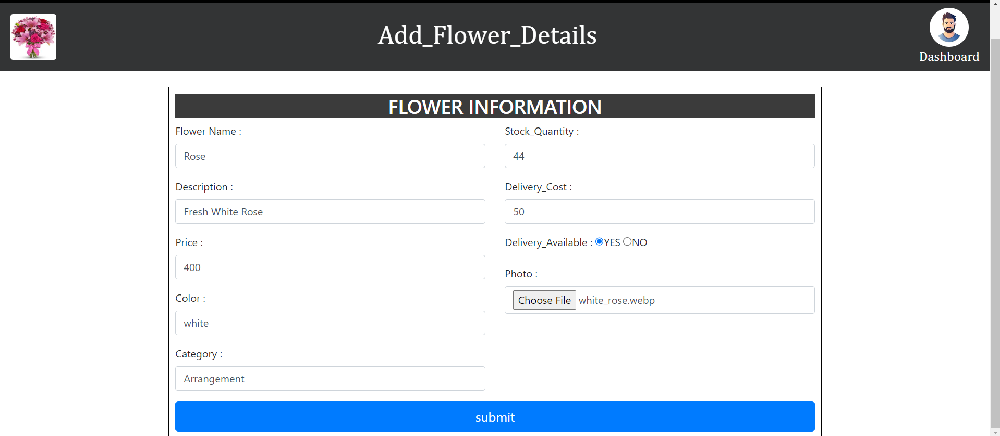 Add_Flower_Details
Dashboard
FLOWER INFORMATION
Flower Name :
Rose
Description :
Fresh White Rose
Price :
400
Color :
white
Category :
Arrangement
Stock_Quantity :
44
Delivery_Cost :
50
Delivery_Available : YES NO
Photo :
Choose File white_rose.webp
submit